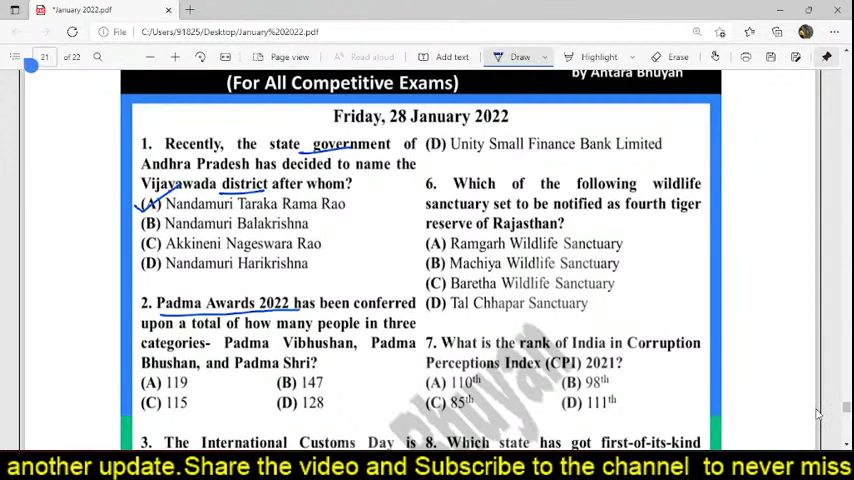 *January 2022.pdf
File
C:/Users/91825/Desktop/January%202022.pdf
21
of 22
Page view
Read aloud
Add text
Draw
Highlight
Erase
(For All Competitive Exams)
by Antara Bhuyan
Friday, 28 January 2022
1. Recently, the state government of
Andhra Pradesh has decided to name the
Vijayawada district after whom?
(A) Nandamuri Taraka Rama Rao
(B) Nandamuri Balakrishna
(C) Akkineni Nageswara Rao
(D) Nandamuri Harikrishna
2. Padma Awards 2022 has been conferred
upon a total of how many people in three
categories- Padma Vibhushan, Padma
Bhushan, and Padma Shri?
(A) 119 (B) 147
(C) 115 (D) 128
3. The International Customs Day is
(D) Unity Small Finance Bank Limited
6. Which of the following wildlife
sanctuary set to be notified as fourth tiger
reserve of Rajasthan?
(A) Ramgarh Wildlife Sanctuary
(B) Machiya Wildlife Sanctuary
(C) Baretha Wildlife Sanctuary
(D) Tal Chhapar Sanctuary
7. What is the rank of India in Corruption
Perceptions Index (CPI) 2021?
(A) 110th (B) 98th
(C) 85th (D) 111th
8. Which state has got first-of-its-kind
Bhuyan
another update.Share the video and Subscribe to the channel to never miss